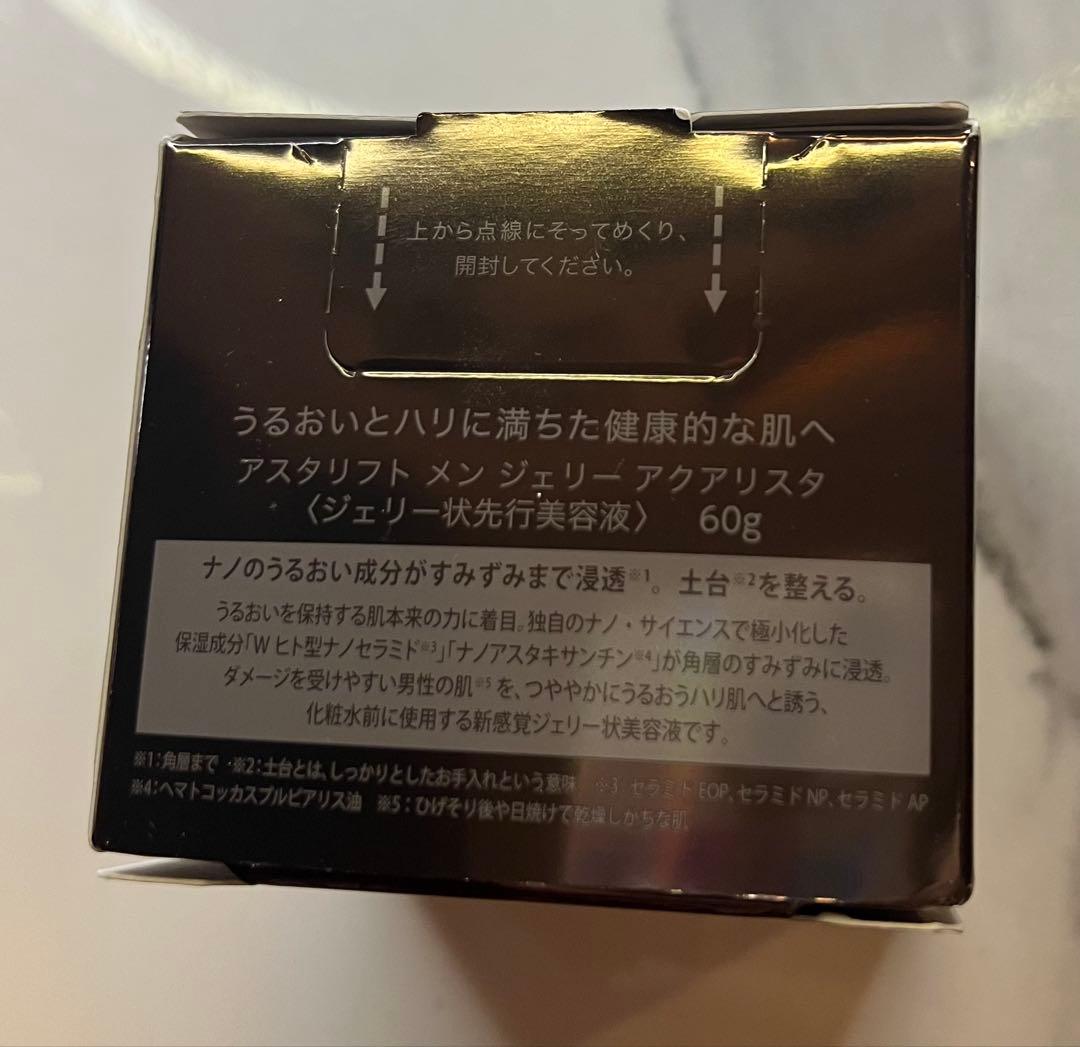 上から点線にそってめくり、
開封してください。
うるおいとハリに満ちた健康的な肌へ
アスタリフト メン ジェリー アクアリスタ
〈ジェリー状先行美容液〉 60g
ナノのうるおい成分がすみずみまで浸透※1。土台※2を整える。
うるおいを保持する肌本来の力に着目。独自のナノ・サイエンスで極小化した
保湿成分「W ヒト型ナノセラミド※3」「ナノアスタキサンチン※4」が角層のすみずみに浸透。
ダメージを受けやすい男性の肌※5を、つややかにうるおうハリ肌へと誘う、
化粧水前に使用する新感覚ジェリー状美容液です。
※1：角層まで ※2：土台とは、しっかりとしたお手入れという意味 ※3 セラミド EOP、セラミド NP、セラミド AP
※4：ヘマトコッカスプルビアリス油 ※5：ひげそり後や日焼けで乾燥しがちな肌